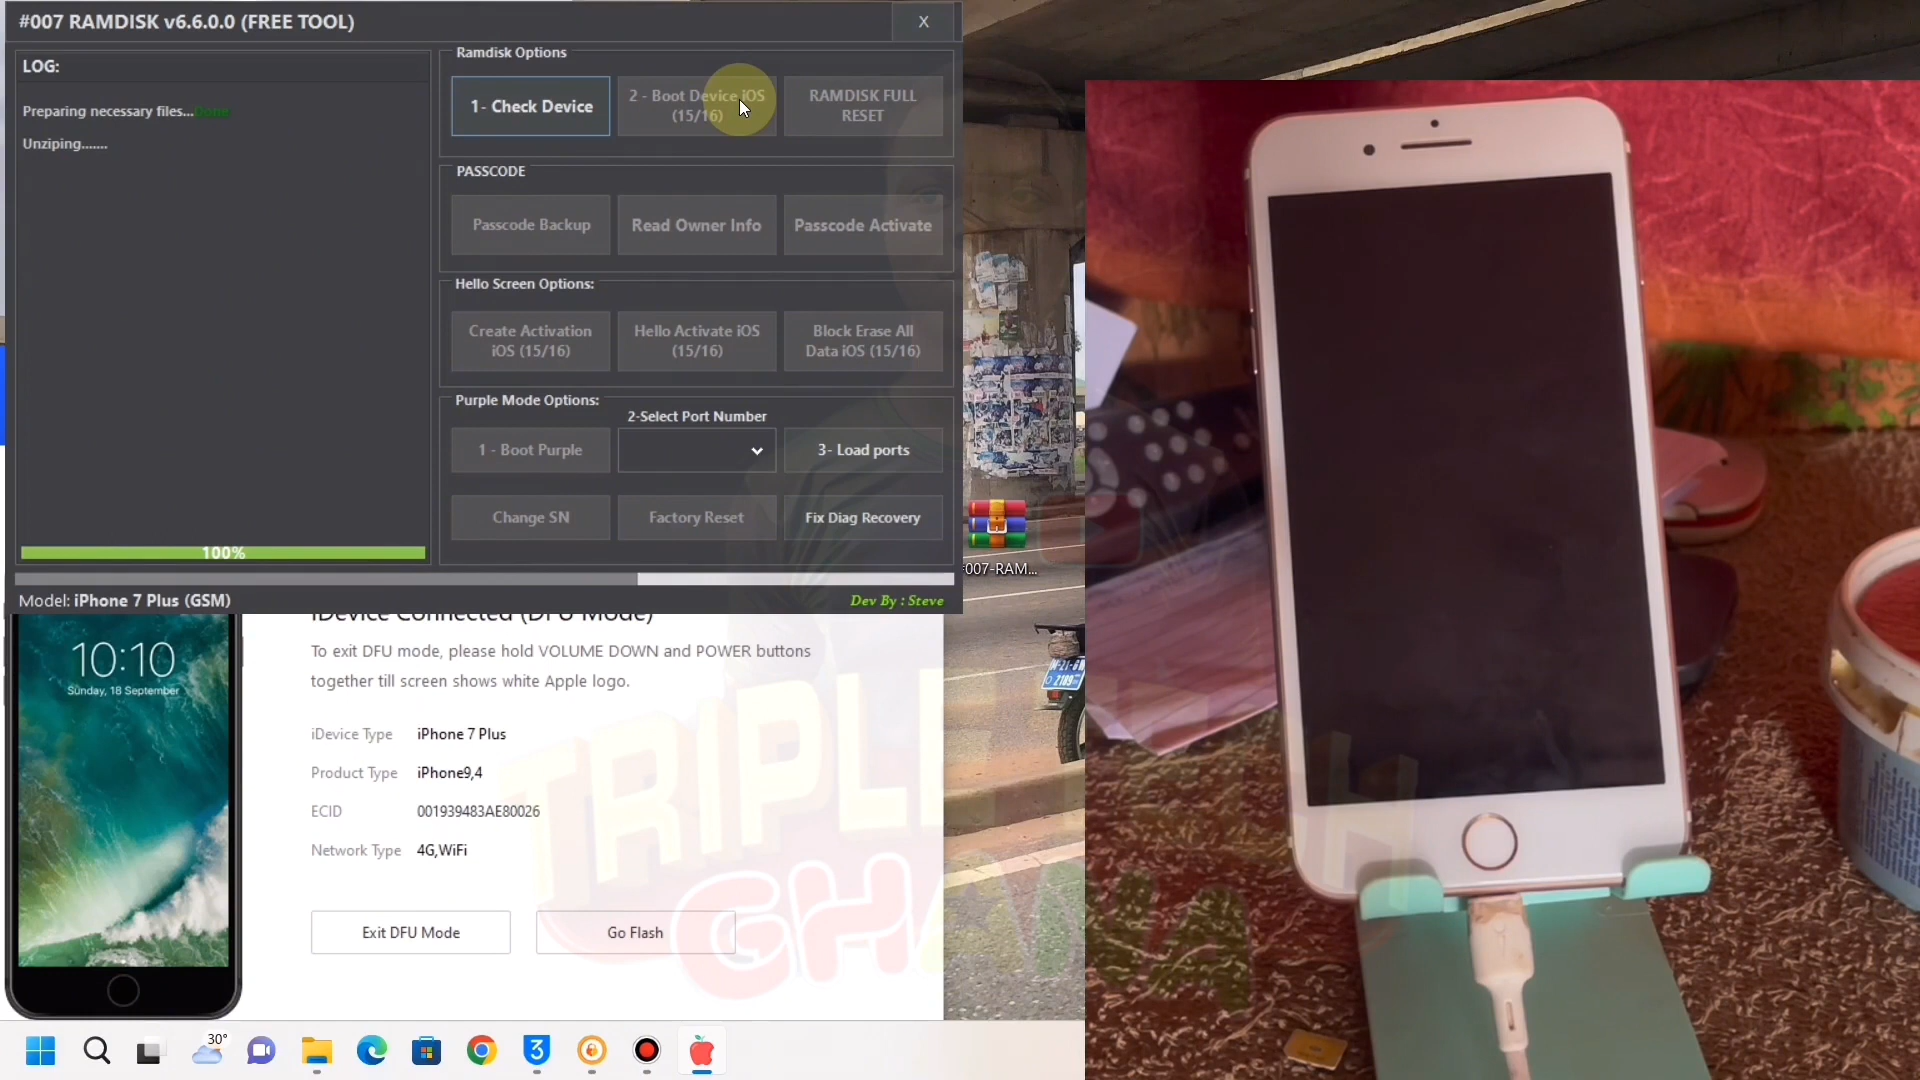 #007 RAMDISK v6.6.0.0 (FREE TOOL)
X
LOG:
Preparing necessary files...Done
Unziping.......
100%
Ramdisk Options
1- Check Device
2 - Boot Device iOS
(15/16)
RAMDISK FULL
RESET
PASSCODE
Passcode Backup
Read Owner Info
Passcode Activate
Hello Screen Options:
Create Activation
iOS (15/16)
Hello Activate iOS
(15/16)
Block Erase All
Data iOS (15/16)
Purple Mode Options:
2-Select Port Number
1 - Boot Purple
3- Load ports
Change SN
Factory Reset
Fix Diag Recovery
Model: iPhone 7 Plus (GSM)
Dev By : Steve
007-RAM...
iDevice Connected (DFU Mode)
To exit DFU mode, please hold VOLUME DOWN and POWER buttons
together till screen shows white Apple logo.
10:10
Sunday, 18 September
iDevice Type iPhone 7 Plus
Product Type iPhone9,4
ECID 001939483AE80026
Network Type 4G,WiFi
Exit DFU Mode
Go Flash
TRIPLE
GHANA
30°